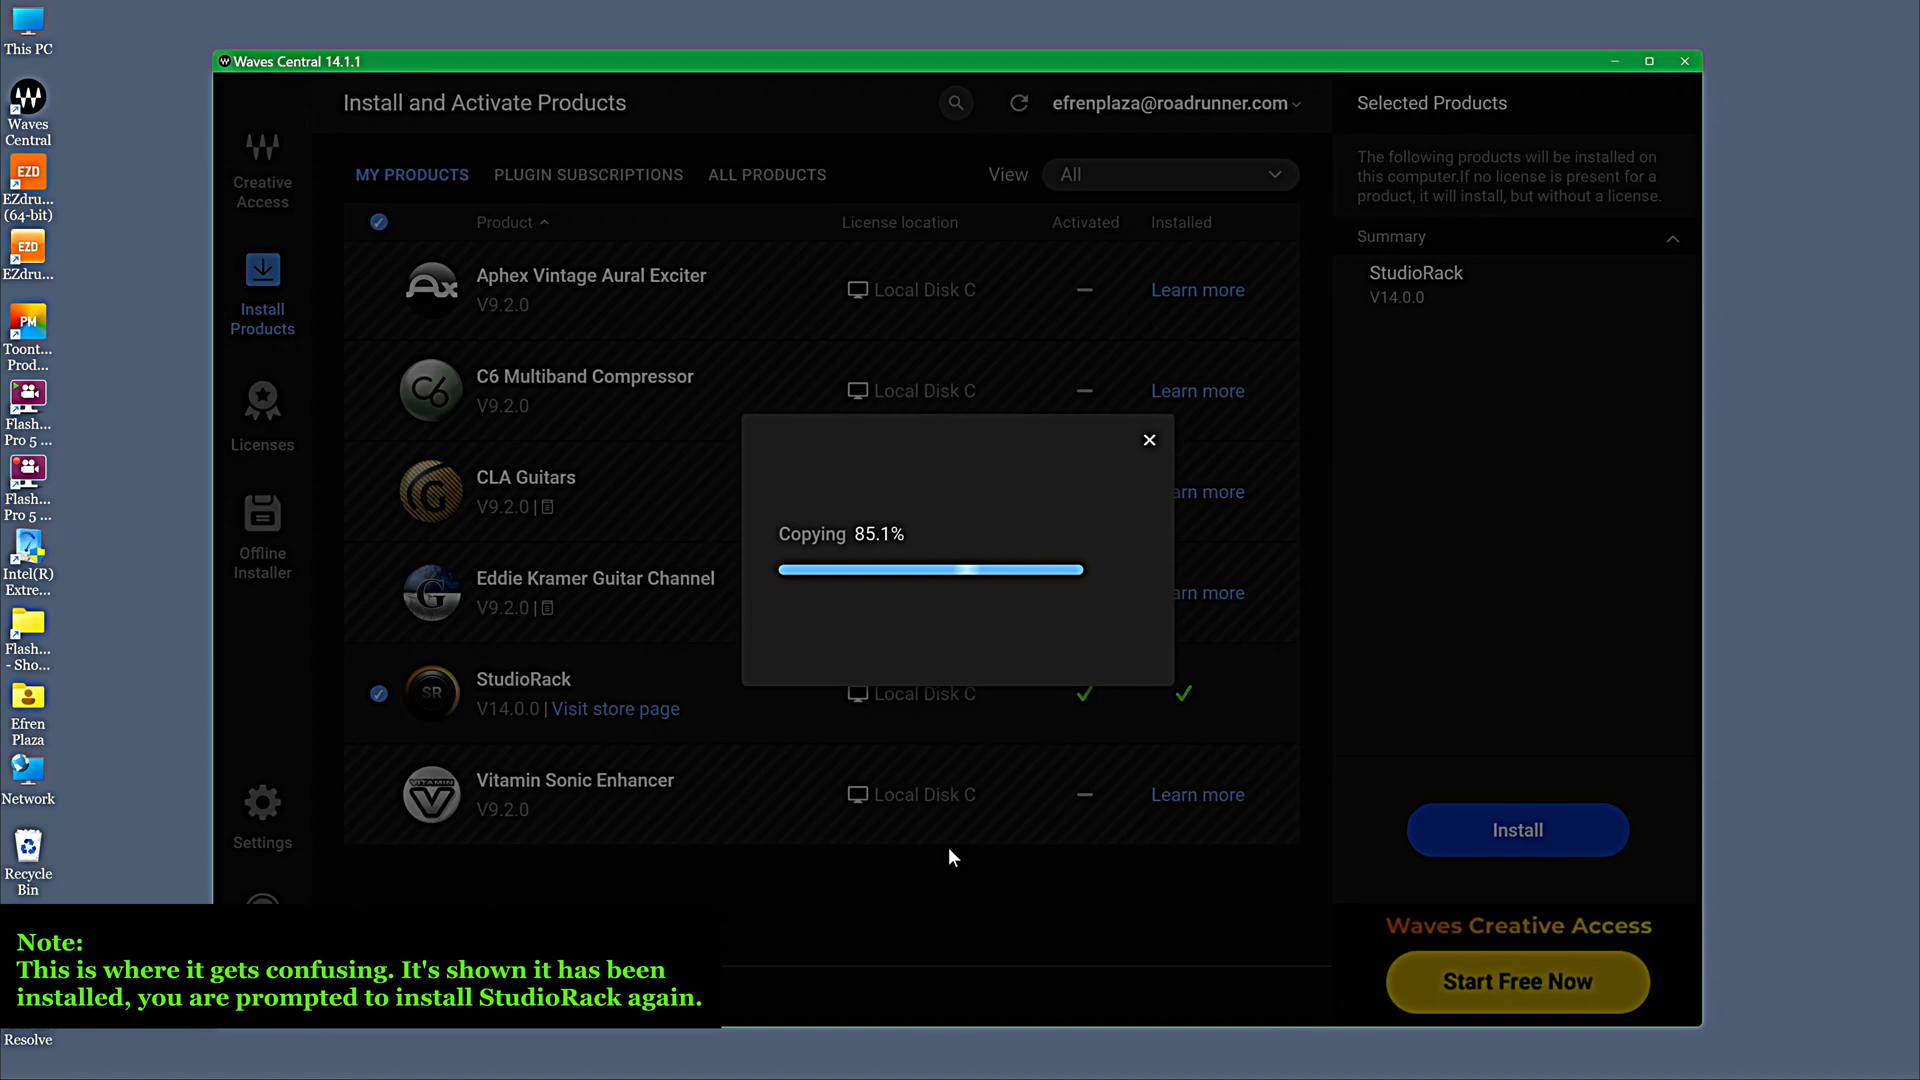 This PC
Waves
Central
EZD
EZdru...
(64-bit)
EZD
EZdru...
PM
Toont...
Prod...
Flash...
Pro 5 ...
Flash...
Pro 5 ...
Intel(R)
Extre...
Flash...
- Sho...
Efren
Plaza
Network
Recycle
Bin
Resolve
Waves Central 14.1.1
Creative
Access
Install
Products
Licenses
Offline
Installer
Settings
Install and Activate Products
efrenplaza@roadrunner.com
MY PRODUCTS PLUGIN SUBSCRIPTIONS ALL PRODUCTS View All
Product License location Activated Installed
Ax
Aphex Vintage Aural Exciter
V9.2.0
Local Disk C — Learn more
C6
C6 Multiband Compressor
V9.2.0
Local Disk C — Learn more
G
CLA Guitars
V9.2.0 |
arn more
G
Eddie Kramer Guitar Channel
V9.2.0 |
arn more
SR
StudioRack
V14.0.0 | Visit store page
Local Disk C
VITAMIN
V
Vitamin Sonic Enhancer
V9.2.0
Local Disk C — Learn more
Copying 85.1%
Selected Products
The following products will be installed on
this computer.If no license is present for a
product, it will install, but without a license.
Summary
StudioRack
V14.0.0
Install
Waves Creative Access
Start Free Now
Note:
This is where it gets confusing. It's shown it has been
installed, you are prompted to install StudioRack again.